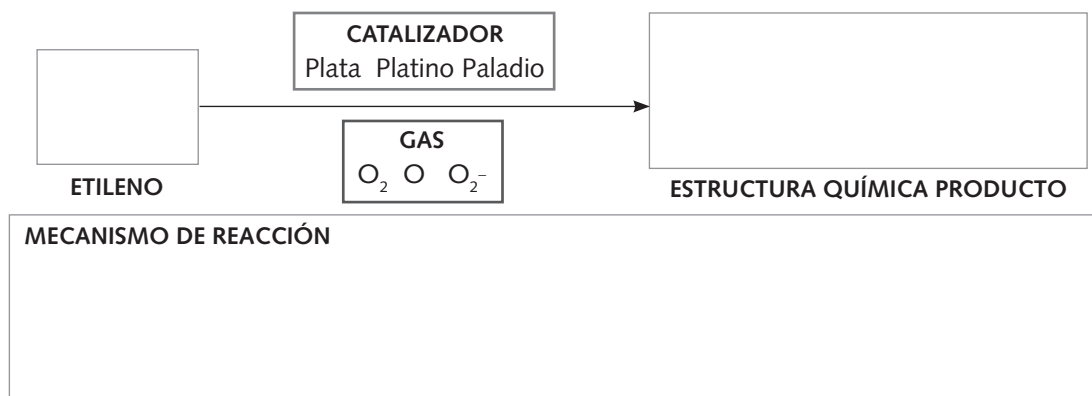 CATALIZADOR
Plata Platino Paladio
GAS
O₂ O O₂⁻
ETILENO
ESTRUCTURA QUÍMICA PRODUCTO
MECANISMO DE REACCIÓN